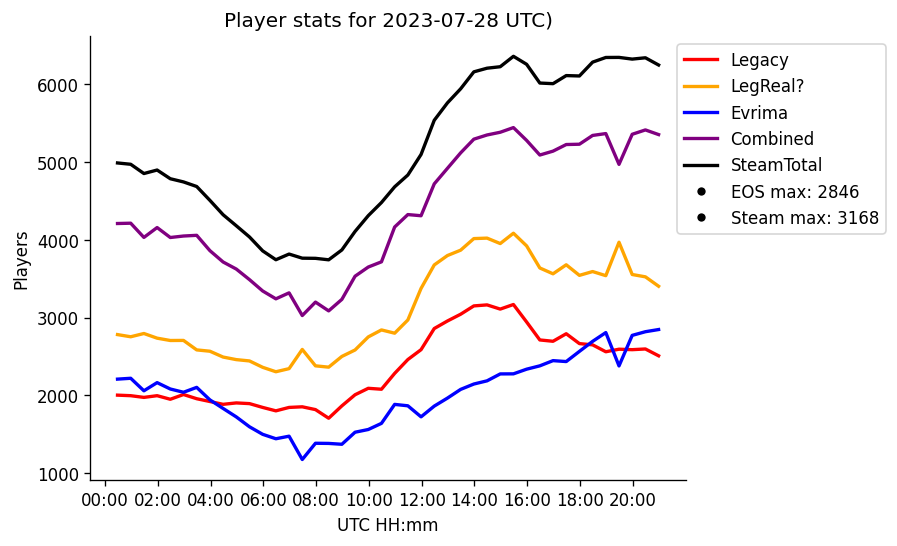 Player stats for 2023-07-28 UTC)
Legacy
LegReal?
Evrima
Combined
SteamTotal
EOS max: 2846
Steam max: 3168
Players
6000
5000
4000
3000
2000
1000
00:00 02:00 04:00 06:00 08:00 10:00 12:00 14:00 16:00 18:00 20:00
UTC HH:mm